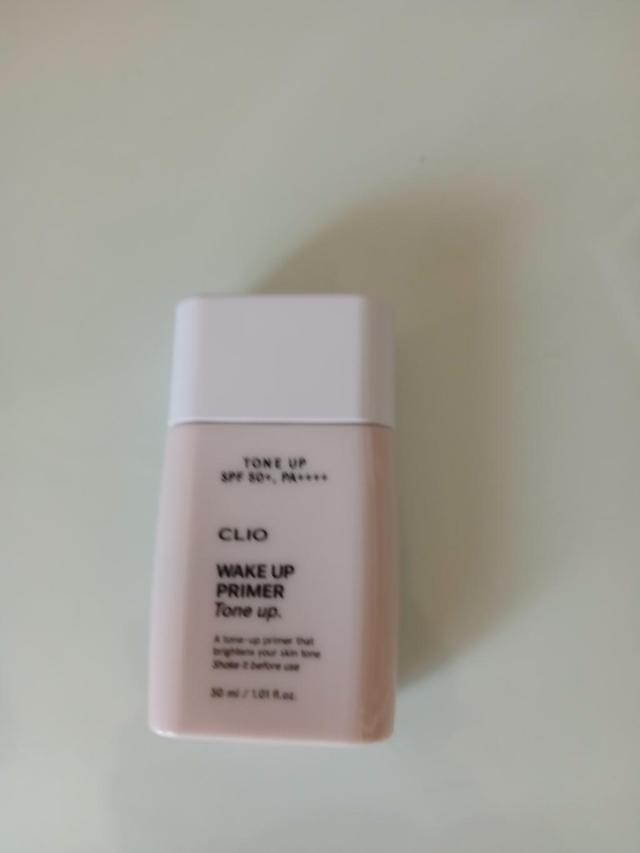 TONE UP
SPF 50+, PA++++
CLIO
WAKE UP
PRIMER
Tone up.
A tone-up primer that
brightens your skin tone
Shake it before use
30 ml / 1.01 fl.oz.